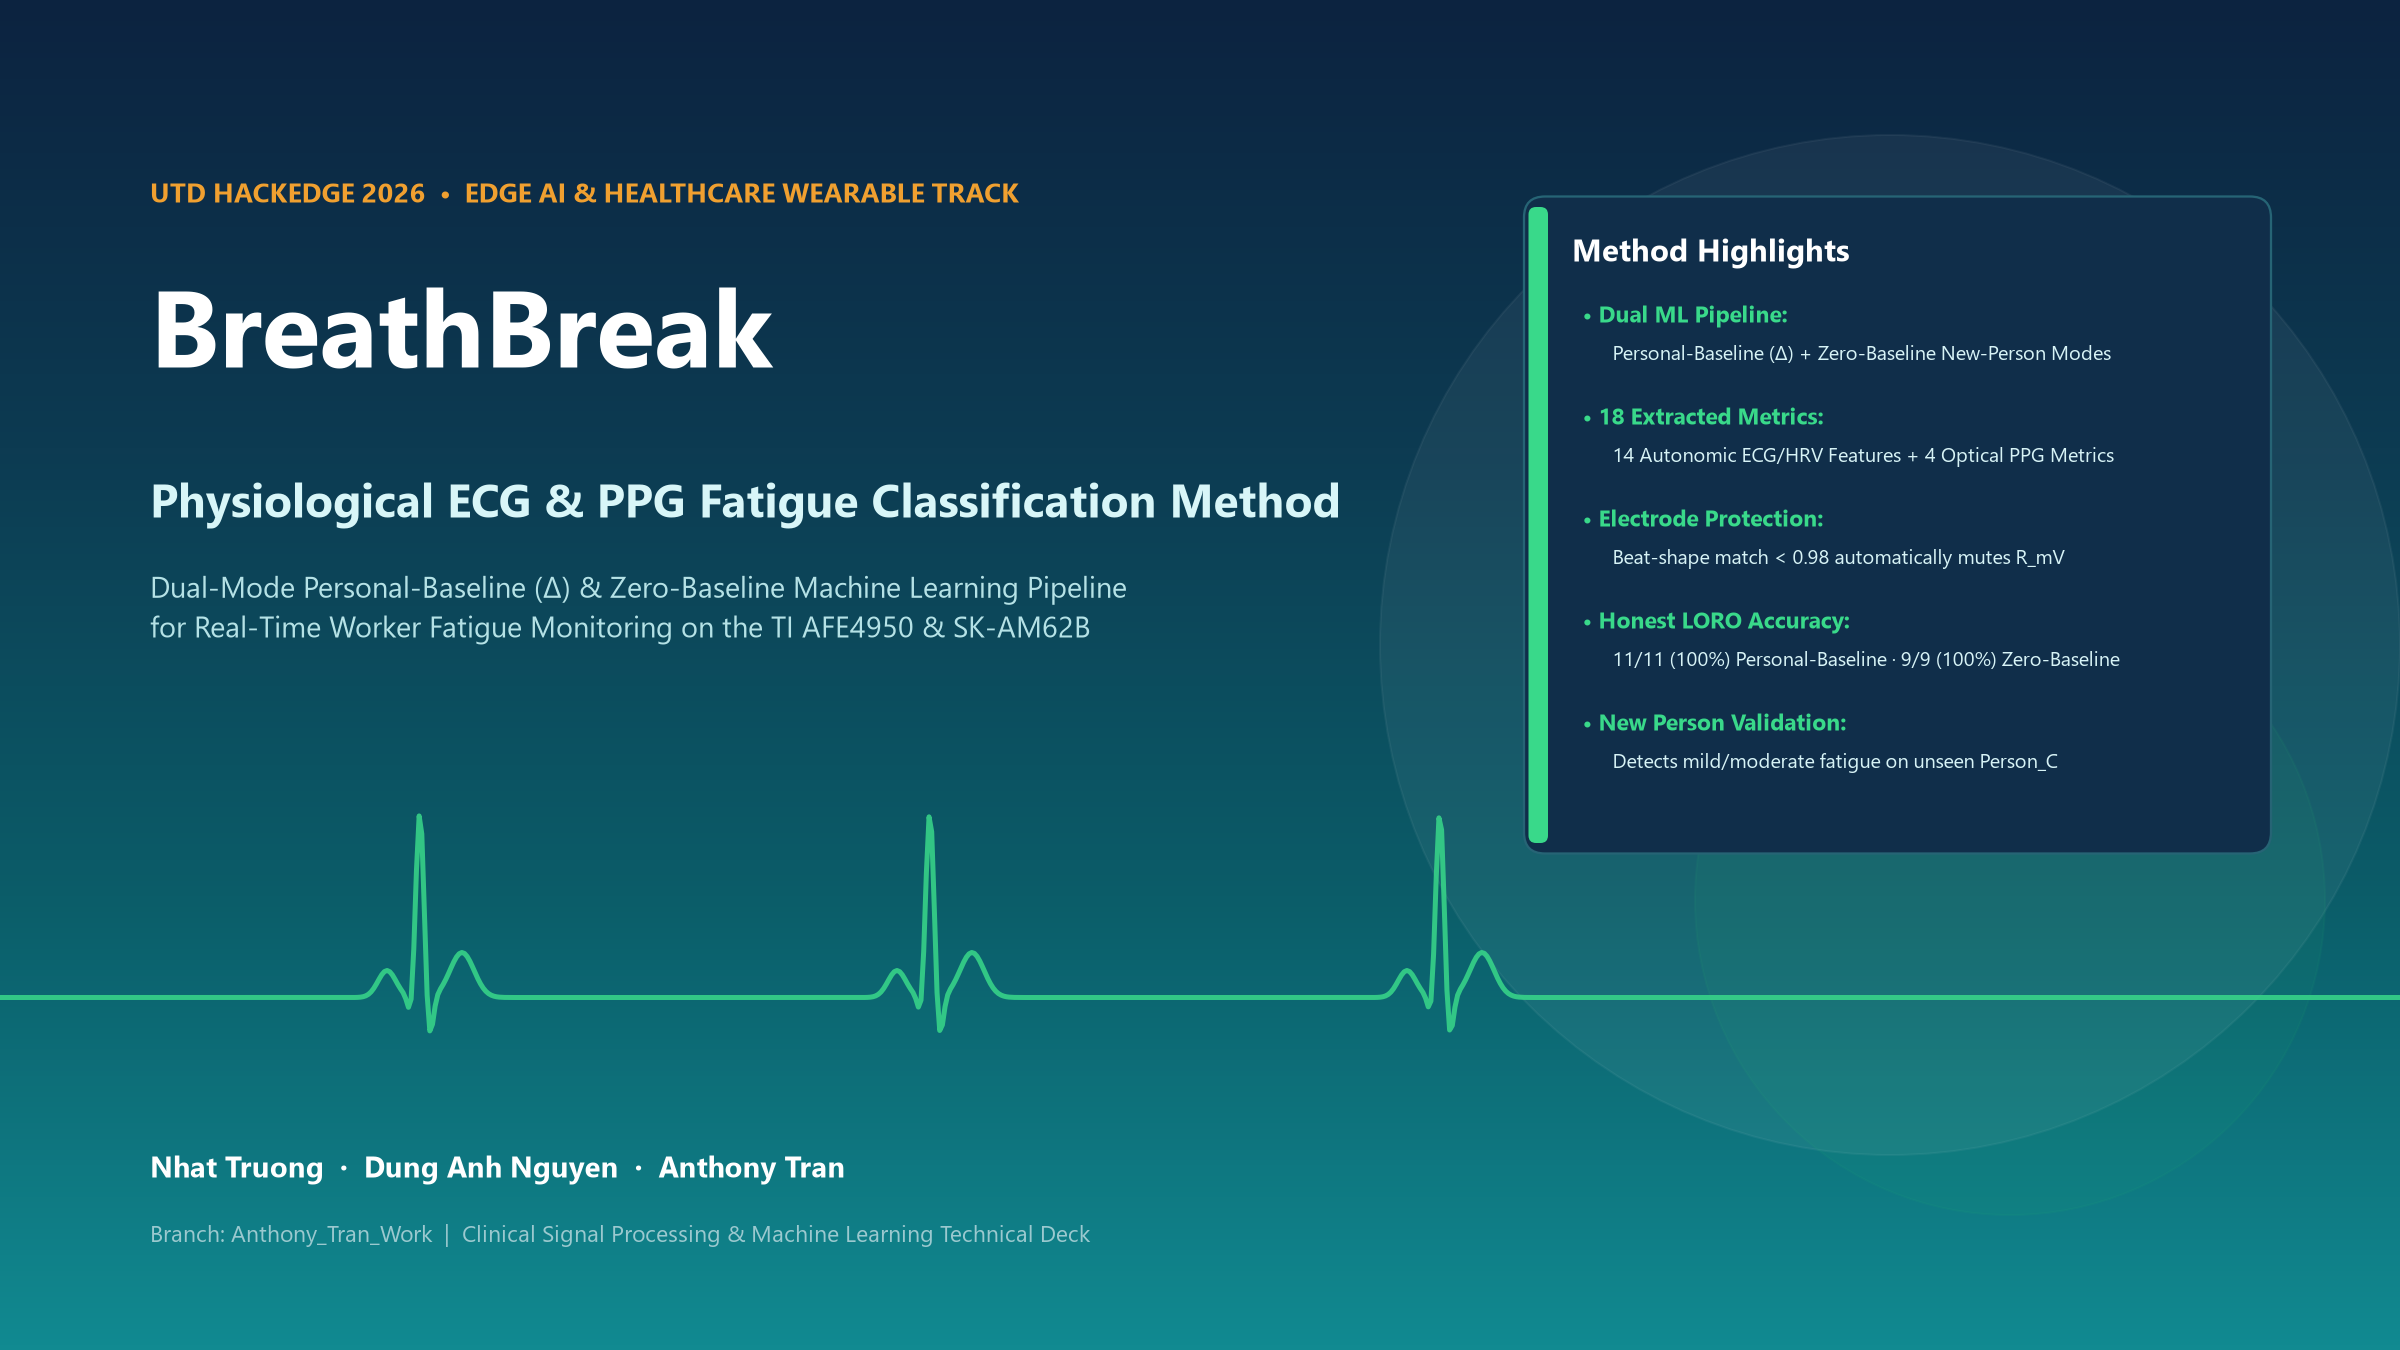 UTD HACKEDGE 2026 • EDGE AI & HEALTHCARE WEARABLE TRACK
BreathBreak
Physiological ECG & PPG Fatigue Classification Method
Dual-Mode Personal-Baseline (Δ) & Zero-Baseline Machine Learning Pipeline
for Real-Time Worker Fatigue Monitoring on the TI AFE4950 & SK-AM62B
Method Highlights
• Dual ML Pipeline:
Personal-Baseline (Δ) + Zero-Baseline New-Person Modes
• 18 Extracted Metrics:
14 Autonomic ECG/HRV Features + 4 Optical PPG Metrics
• Electrode Protection:
Beat-shape match < 0.98 automatically mutes R_mV
• Honest LORO Accuracy:
11/11 (100%) Personal-Baseline · 9/9 (100%) Zero-Baseline
• New Person Validation:
Detects mild/moderate fatigue on unseen Person_C
Nhat Truong · Dung Anh Nguyen · Anthony Tran
Branch: Anthony_Tran_Work | Clinical Signal Processing & Machine Learning Technical Deck